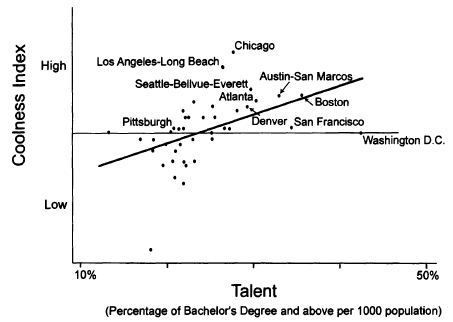 Coolness Index
High
Low
Chicago
Los Angeles-Long Beach
Seattle-Bellvue-Everett
Austin-San Marcos
Atlanta
Boston
Pittsburgh
Denver
San Francisco
Washington D.C.
10%
50%
Talent
(Percentage of Bachelor's Degree and above per 1000 population)